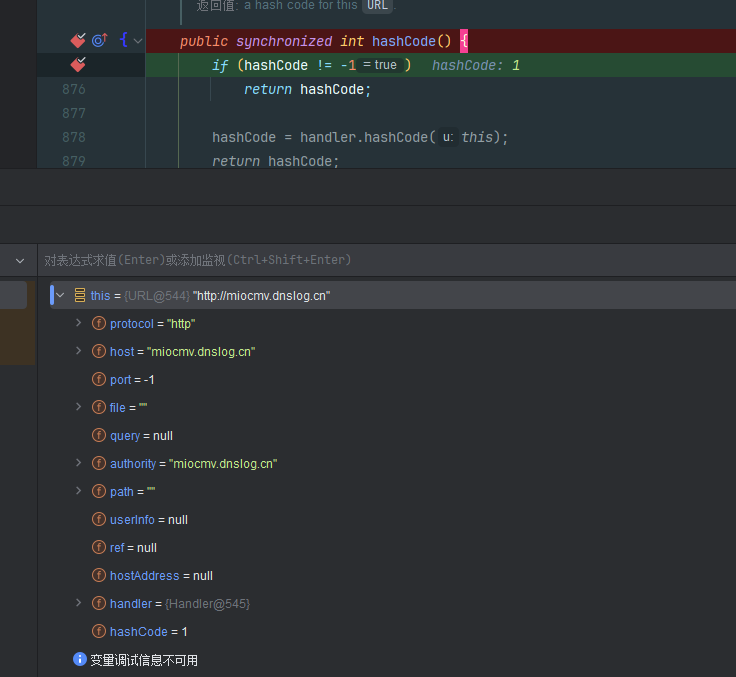 返回值: a hash code for this URL.
public synchronized int hashCode() {
if (hashCode != -1 = true ) hashCode: 1
876 return hashCode;
877
878 hashCode = handler.hashCode( u: this);
879 return hashCode;
对表达式求值(Enter)或添加监视(Ctrl+Shift+Enter)
this = {URL@544} "http://miocmv.dnslog.cn"
f protocol = "http"
f host = "miocmv.dnslog.cn"
f port = -1
f file = ""
f query = null
f authority = "miocmv.dnslog.cn"
f path = ""
f userInfo = null
f ref = null
f hostAddress = null
f handler = {Handler@545}
f hashCode = 1
变量调试信息不可用